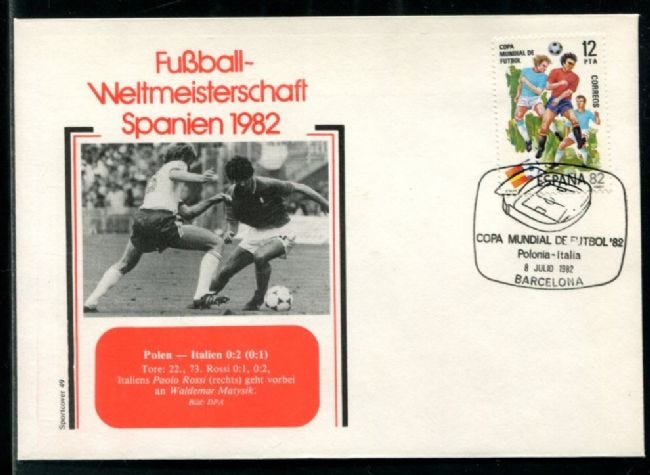 Fußball-
Weltmeisterschaft
Spanien 1982
COPA
MUNDIAL DE
FUTBOL
12
PTA
CORREOS
ESPAÑA 82
COPA MUNDIAL DE FUTBOL '82
Polonia-Italia
8 JULIO 1982
BARCELONA
Polen — Italien 0:2 (0:1)
Tore: 22., 73. Rossi 0:1, 0:2,
Italiens Paolo Rossi (rechts) geht vorbei
an Waldemar Matysik.
Bild: DPA
Sportcover 49